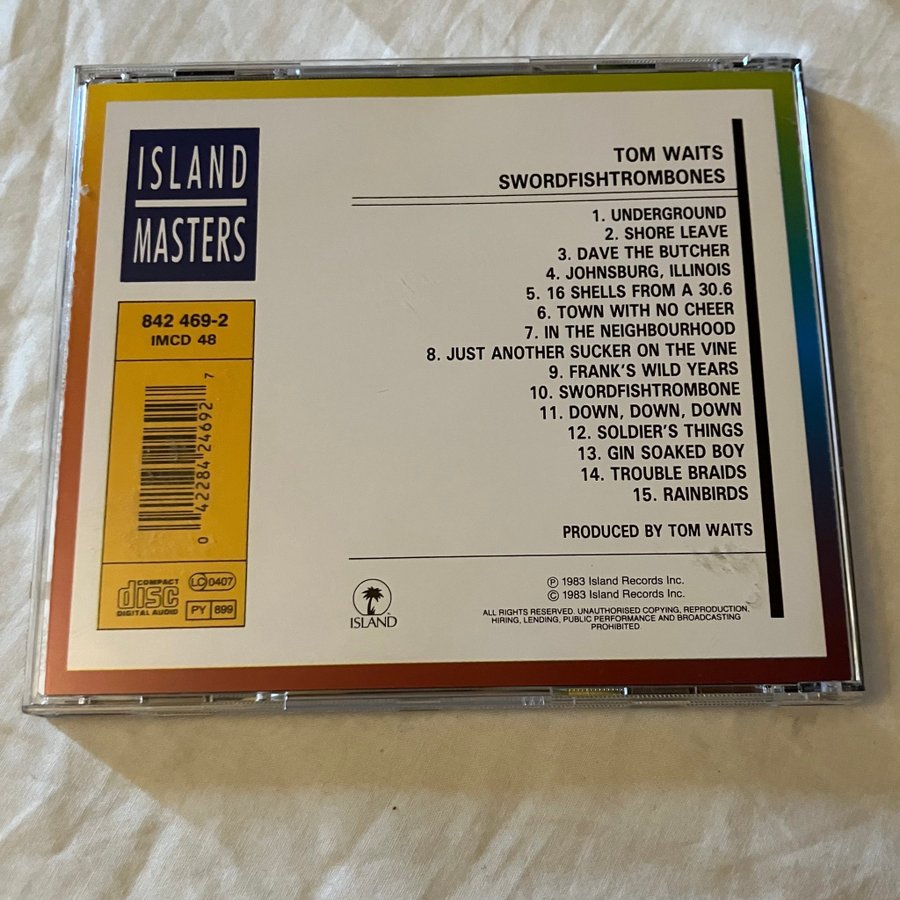 ISLAND
MASTERS
842 469-2
IMCD 48
0 42284 24692 7
COMPACT
disc
DIGITAL AUDIO
LC 0407
PY 899
TOM WAITS
SWORDFISHTROMBONES
1. UNDERGROUND
2. SHORE LEAVE
3. DAVE THE BUTCHER
4. JOHNSBURG, ILLINOIS
5. 16 SHELLS FROM A 30.6
6. TOWN WITH NO CHEER
7. IN THE NEIGHBOURHOOD
8. JUST ANOTHER SUCKER ON THE VINE
9. FRANK'S WILD YEARS
10. SWORDFISHTROMBONE
11. DOWN, DOWN, DOWN
12. SOLDIER'S THINGS
13. GIN SOAKED BOY
14. TROUBLE BRAIDS
15. RAINBIRDS
PRODUCED BY TOM WAITS
ISLAND
℗ 1983 Island Records Inc.
© 1983 Island Records Inc.
ALL RIGHTS RESERVED. UNAUTHORISED COPYING, REPRODUCTION,
HIRING, LENDING, PUBLIC PERFORMANCE AND BROADCASTING
PROHIBITED.